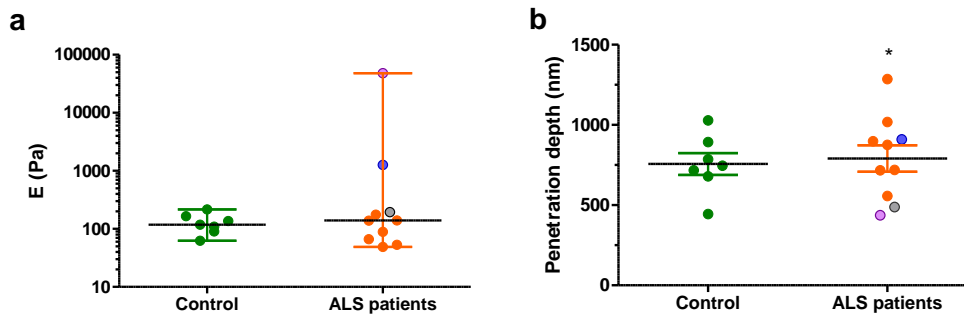 a
E (Pa)
100000
10000
1000
100
10
Control
ALS patients
b
Penetration depth (nm)
1500
1000
500
0
*
Control
ALS patients